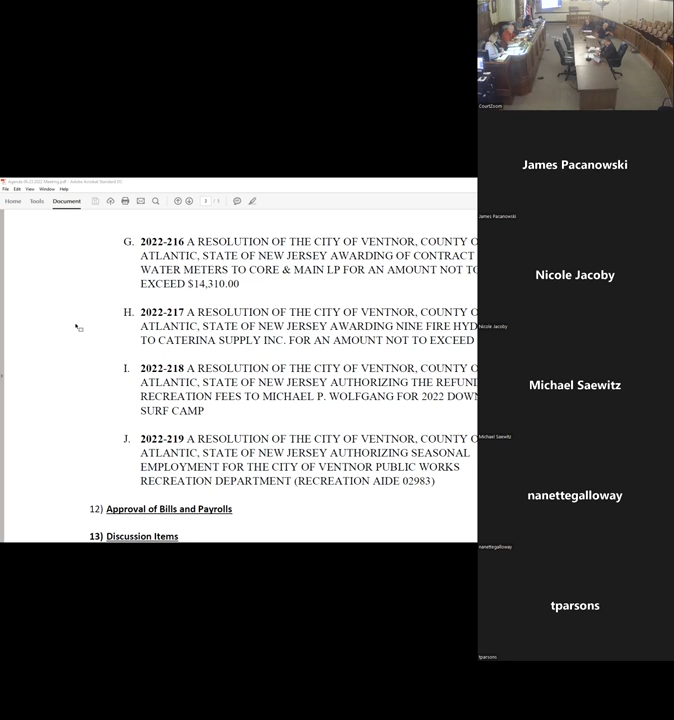 CourtZoom
James Pacanowski
James Pacanowski
Nicole Jacoby
Nicole Jacoby
Michael Saewitz
Michael Saewitz
nanettegalloway
nanettegalloway
tparsons
tparsons
File Edit View Window Help
Home Tools Document
G. 2022-216 A RESOLUTION OF THE CITY OF VENTNOR, COUNTY O
ATLANTIC, STATE OF NEW JERSEY AWARDING OF CONTRACT
WATER METERS TO CORE & MAIN LP FOR AN AMOUNT NOT TO
EXCEED $14,310.00
H. 2022-217 A RESOLUTION OF THE CITY OF VENTNOR, COUNTY O
ATLANTIC, STATE OF NEW JERSEY AWARDING NINE FIRE HYD
TO CATERINA SUPPLY INC. FOR AN AMOUNT NOT TO EXCEED
I. 2022-218 A RESOLUTION OF THE CITY OF VENTNOR, COUNTY O
ATLANTIC, STATE OF NEW JERSEY AUTHORIZING THE REFUN
RECREATION FEES TO MICHAEL P. WOLFGANG FOR 2022 DOW
SURF CAMP
J. 2022-219 A RESOLUTION OF THE CITY OF VENTNOR, COUNTY O
ATLANTIC, STATE OF NEW JERSEY AUTHORIZING SEASONAL
EMPLOYMENT FOR THE CITY OF VENTNOR PUBLIC WORKS
RECREATION DEPARTMENT (RECREATION AIDE 02983)
12) Approval of Bills and Payrolls
13) Discussion Items